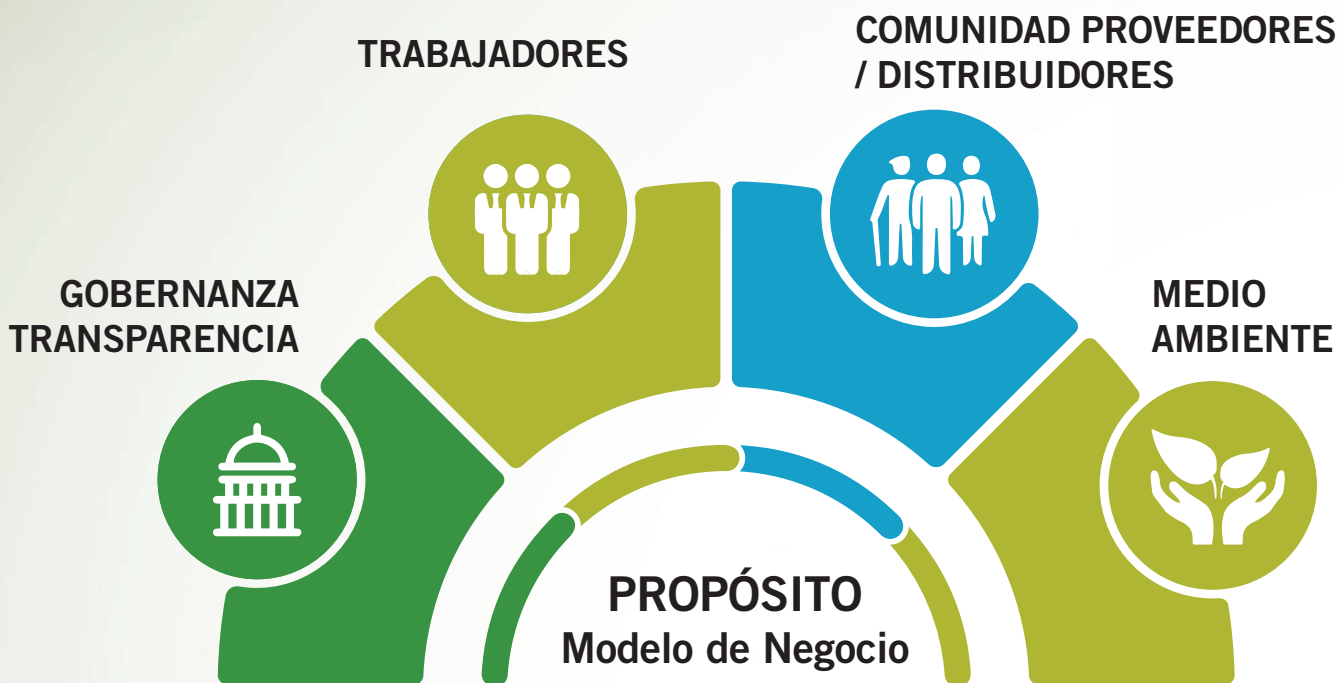 TRABAJADORES
COMUNIDAD PROVEEDORES
/ DISTRIBUIDORES
GOBERNANZA
TRANSPARENCIA
MEDIO
AMBIENTE
PROPÓSITO
Modelo de Negocio